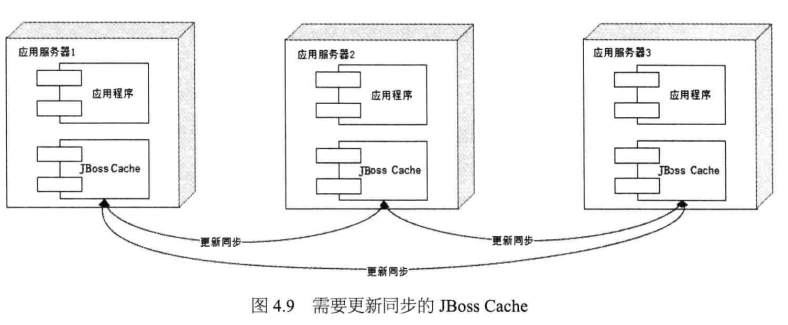 应用服务器1
应用程序
JBoss Cache
应用服务器2
应用程序
JBoss Cache
应用服务器3
应用程序
JBoss Cache
更新同步
更新同步
更新同步
图 4.9 需要更新同步的 JBoss Cache